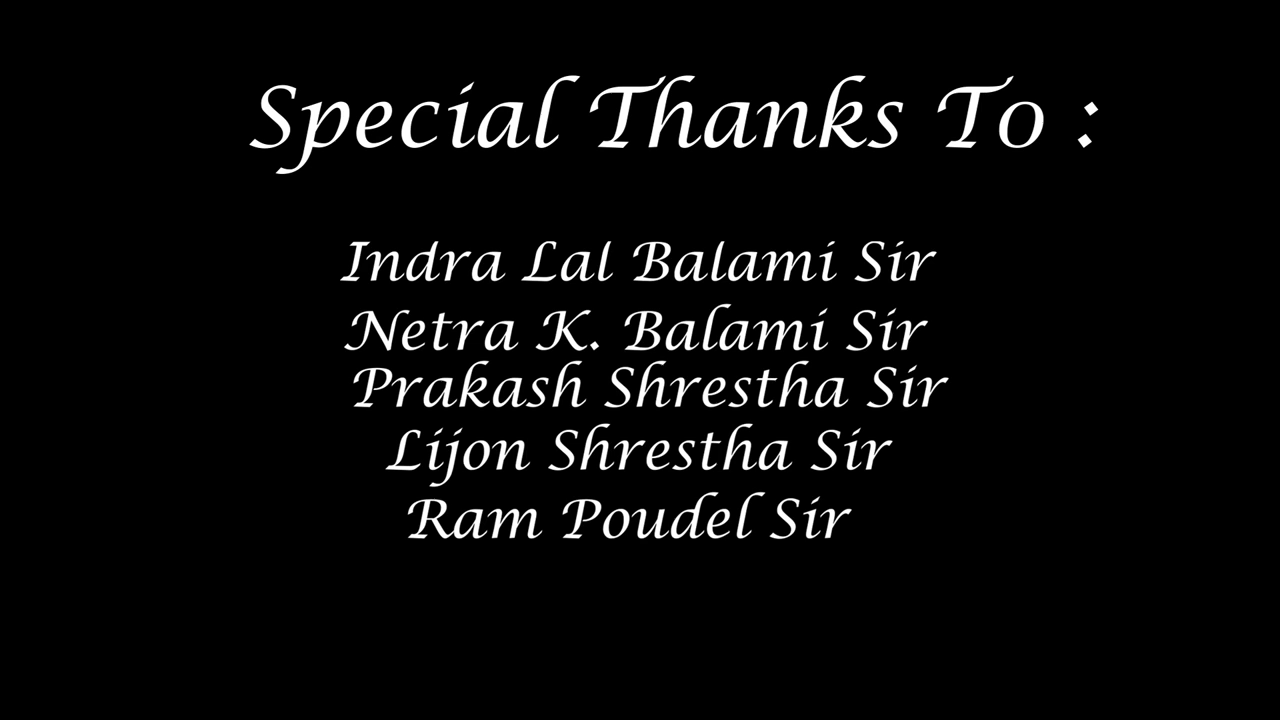 Special Thanks To :
Indra Lal Balami Sir
Netra K. Balami Sir
Prakash Shrestha Sir
Lijon Shrestha Sir
Ram Poudel Sir